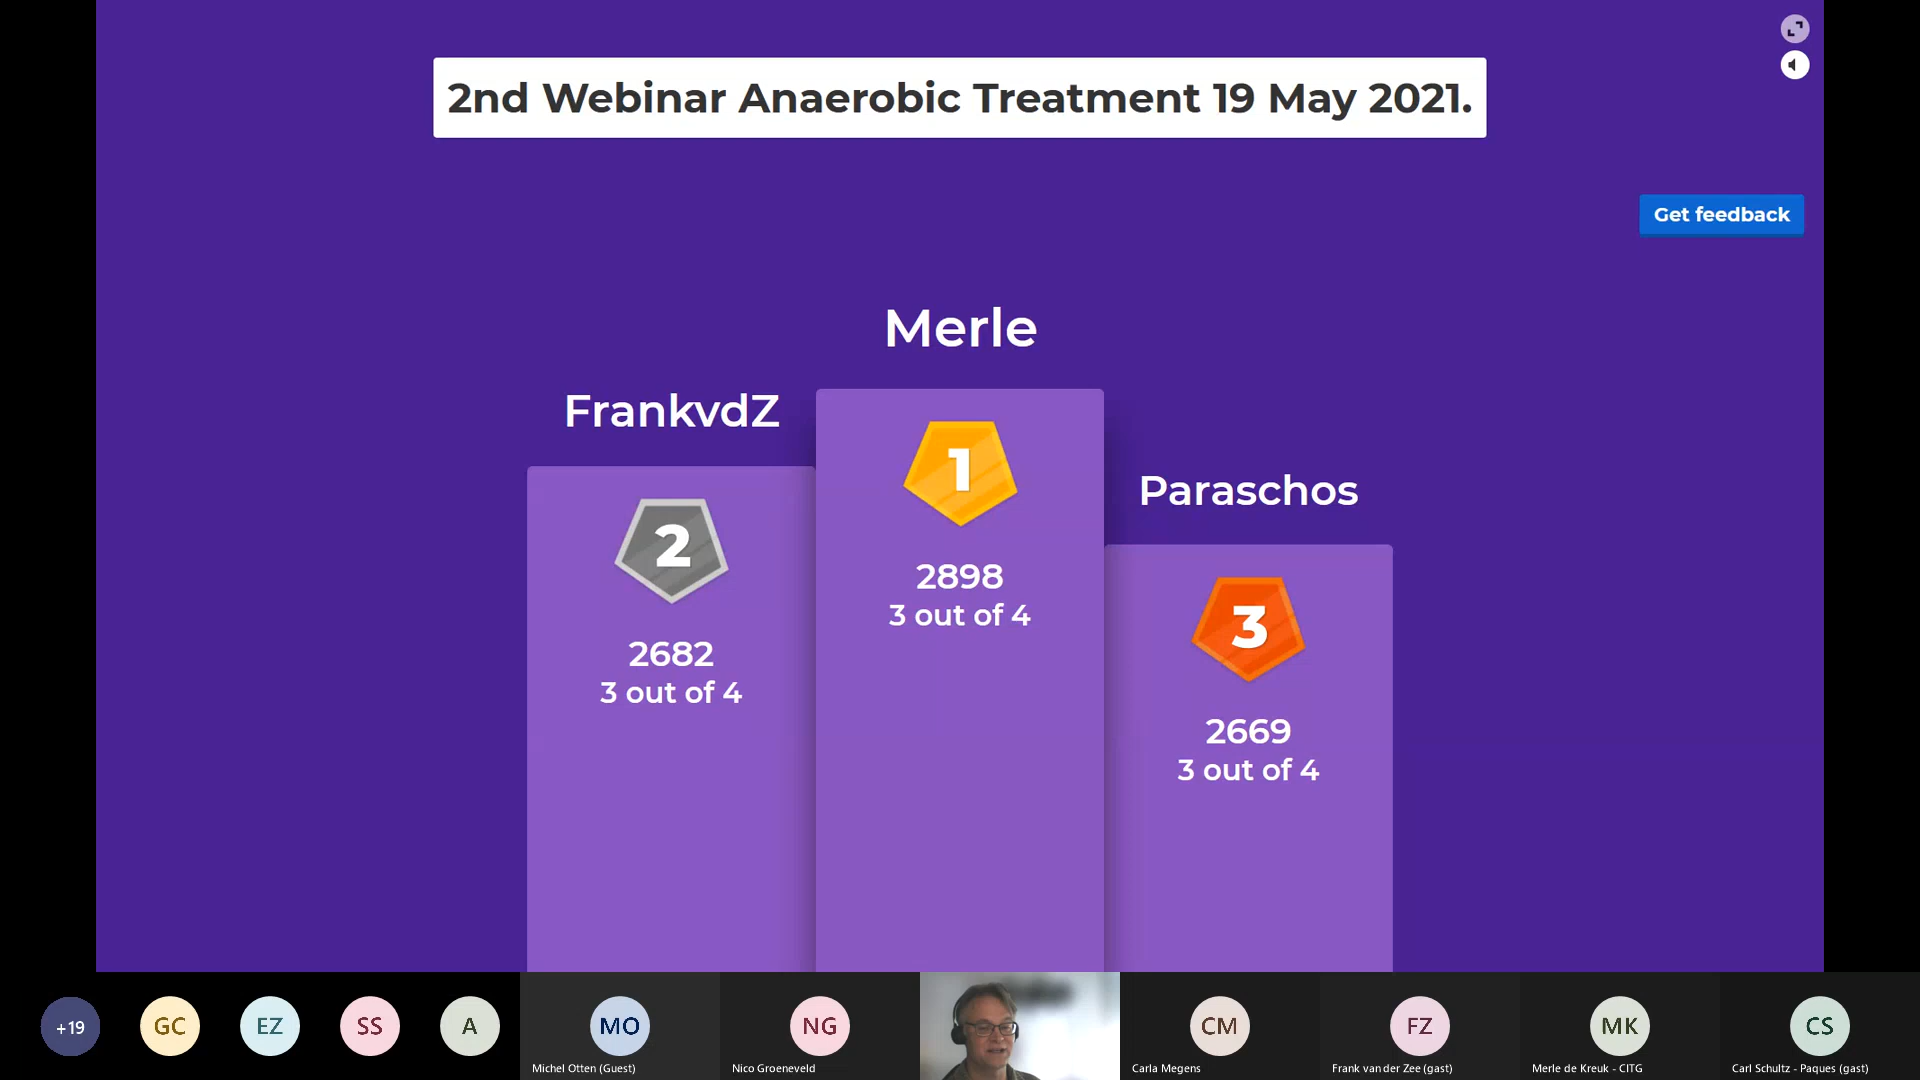 2nd Webinar Anaerobic Treatment 19 May 2021.
Get feedback
Merle
FrankvdZ
Paraschos
1
2898
3 out of 4
2
2682
3 out of 4
3
2669
3 out of 4
+19
GC
EZ
SS
A
MO
Michel Otten (Guest)
NG
Nico Groeneveld
CM
Carla Megens
FZ
Frank van der Zee (gast)
MK
Merle de Kreuk - CITG
CS
Carl Schultz - Paques (gast)